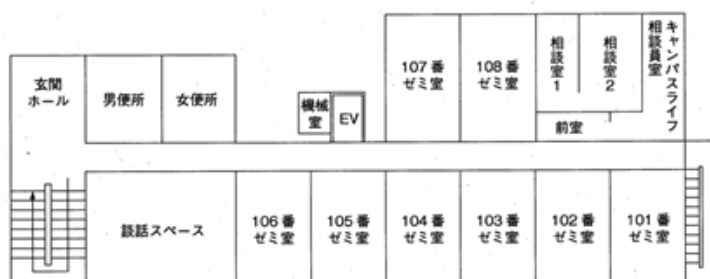 玄関
ホール
男便所
女便所
機械
室
EV
107番
ゼミ室
108番
ゼミ室
相談室1
相談室2
前室
キャンパスライフ
相談員室
談話スペース
106番
ゼミ室
105番
ゼミ室
104番
ゼミ室
103番
ゼミ室
102番
ゼミ室
101番
ゼミ室